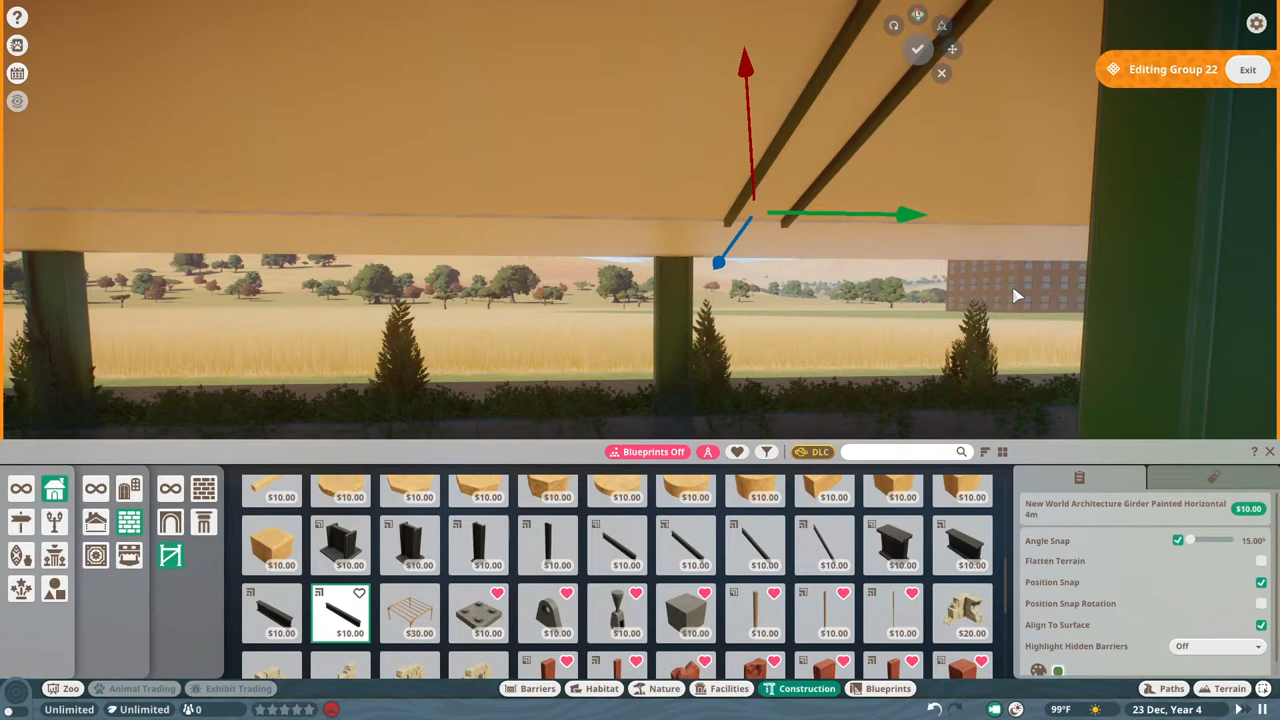 ?
Editing Group 22 Exit
Blueprints Off DLC ? ×
$10.00 $10.00 $10.00 $10.00 $10.00 $10.00 $10.00 $10.00 $10.00 $10.00 $10.00
$10.00 $10.00 $10.00 $10.00 $10.00 $10.00 $10.00 $10.00 $10.00 $10.00 $10.00
$10.00 $10.00 $30.00 $10.00 $10.00 $10.00 $10.00 $10.00 $10.00 $10.00 $20.00
New World Architecture Girder Painted Horizontal
4m
$10.00
Angle Snap 15.00°
Flatten Terrain
Position Snap
Position Snap Rotation
Align To Surface
Highlight Hidden Barriers Off
Zoo Animal Trading Exhibit Trading Barriers Habitat Nature Facilities Construction Blueprints Paths Terrain
Unlimited Unlimited 0 99°F 23 Dec, Year 4